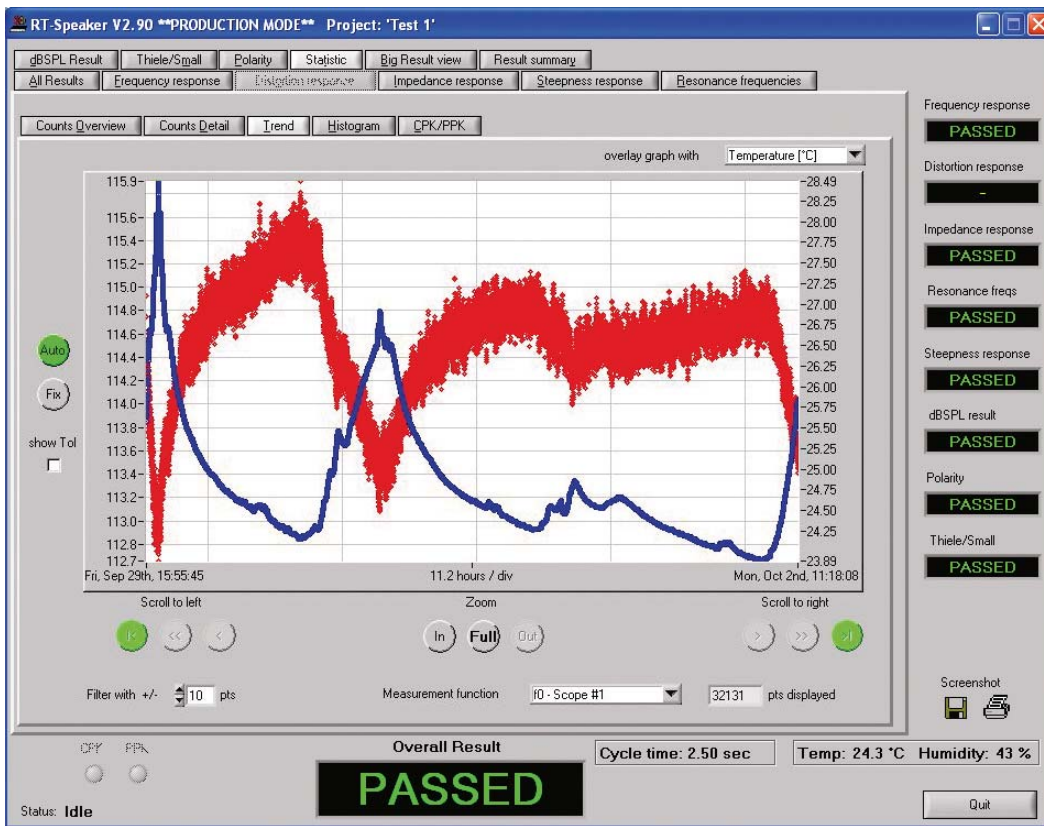 RT-Speaker V2.90 **PRODUCTION MODE** Project: 'Test 1'
dBSPL Result Thiele/Small Polarity Statistic Big Result view Result summary
All Results Frequency response Distortion response Impedance response Steepness response Resonance frequencies
Counts Overview Counts Detail Trend Histogram CPK/PPK
overlay graph with Temperature [°C]
115.9
115.6
115.4
115.2
115.0
114.8
114.6
114.4
114.2
114.0
113.8
113.6
113.4
113.2
113.0
112.8
112.7
28.49
28.25
28.00
27.75
27.50
27.25
27.00
26.75
26.50
26.25
26.00
25.75
25.50
25.25
25.00
24.75
24.50
24.25
23.89
Auto
Fix
show Tol
Fri, Sep 29th, 15:55:45 11.2 hours / div Mon, Oct 2nd, 11:18:08
Scroll to left Zoom Scroll to right
|< << < In Full Out > >> >|
Filter with +/- 10 pts Measurement function f0 - Scope #1 32131 pts displayed
Frequency response
PASSED
Distortion response
-
Impedance response
PASSED
Resonance freqs
PASSED
Steepness response
PASSED
dBSPL result
PASSED
Polarity
PASSED
Thiele/Small
PASSED
Screenshot
CPK PPK
Overall Result
PASSED
Cycle time: 2.50 sec
Temp: 24.3 °C Humidity: 43 %
Status: Idle
Quit